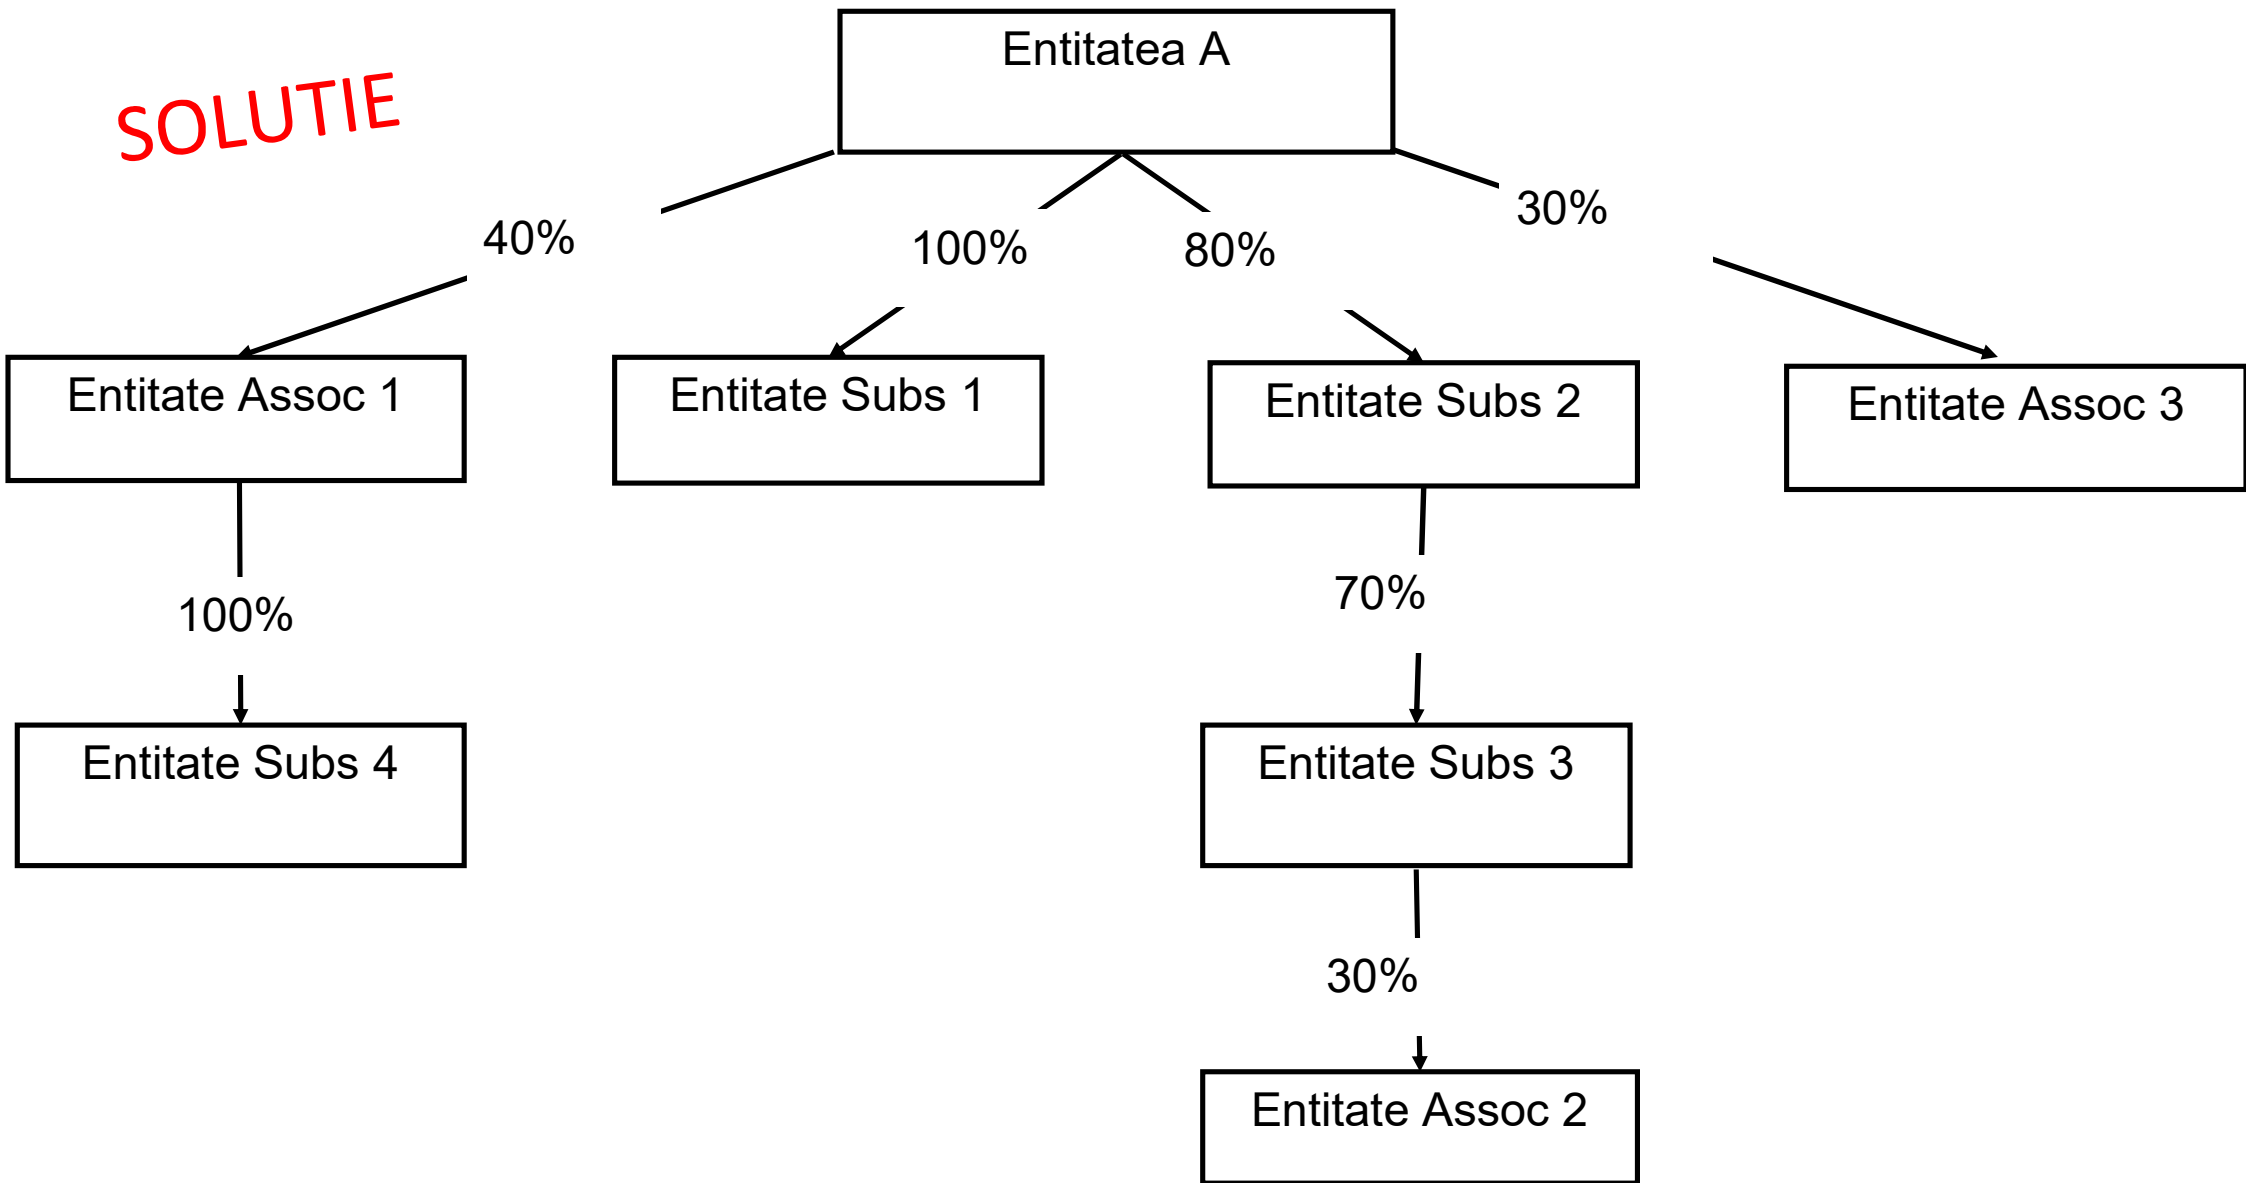 Entitatea A
SOLUTIE
40%
100%
80%
30%
Entitate Assoc 1
Entitate Subs 1
Entitate Subs 2
Entitate Assoc 3
100%
70%
Entitate Subs 4
Entitate Subs 3
30%
Entitate Assoc 2